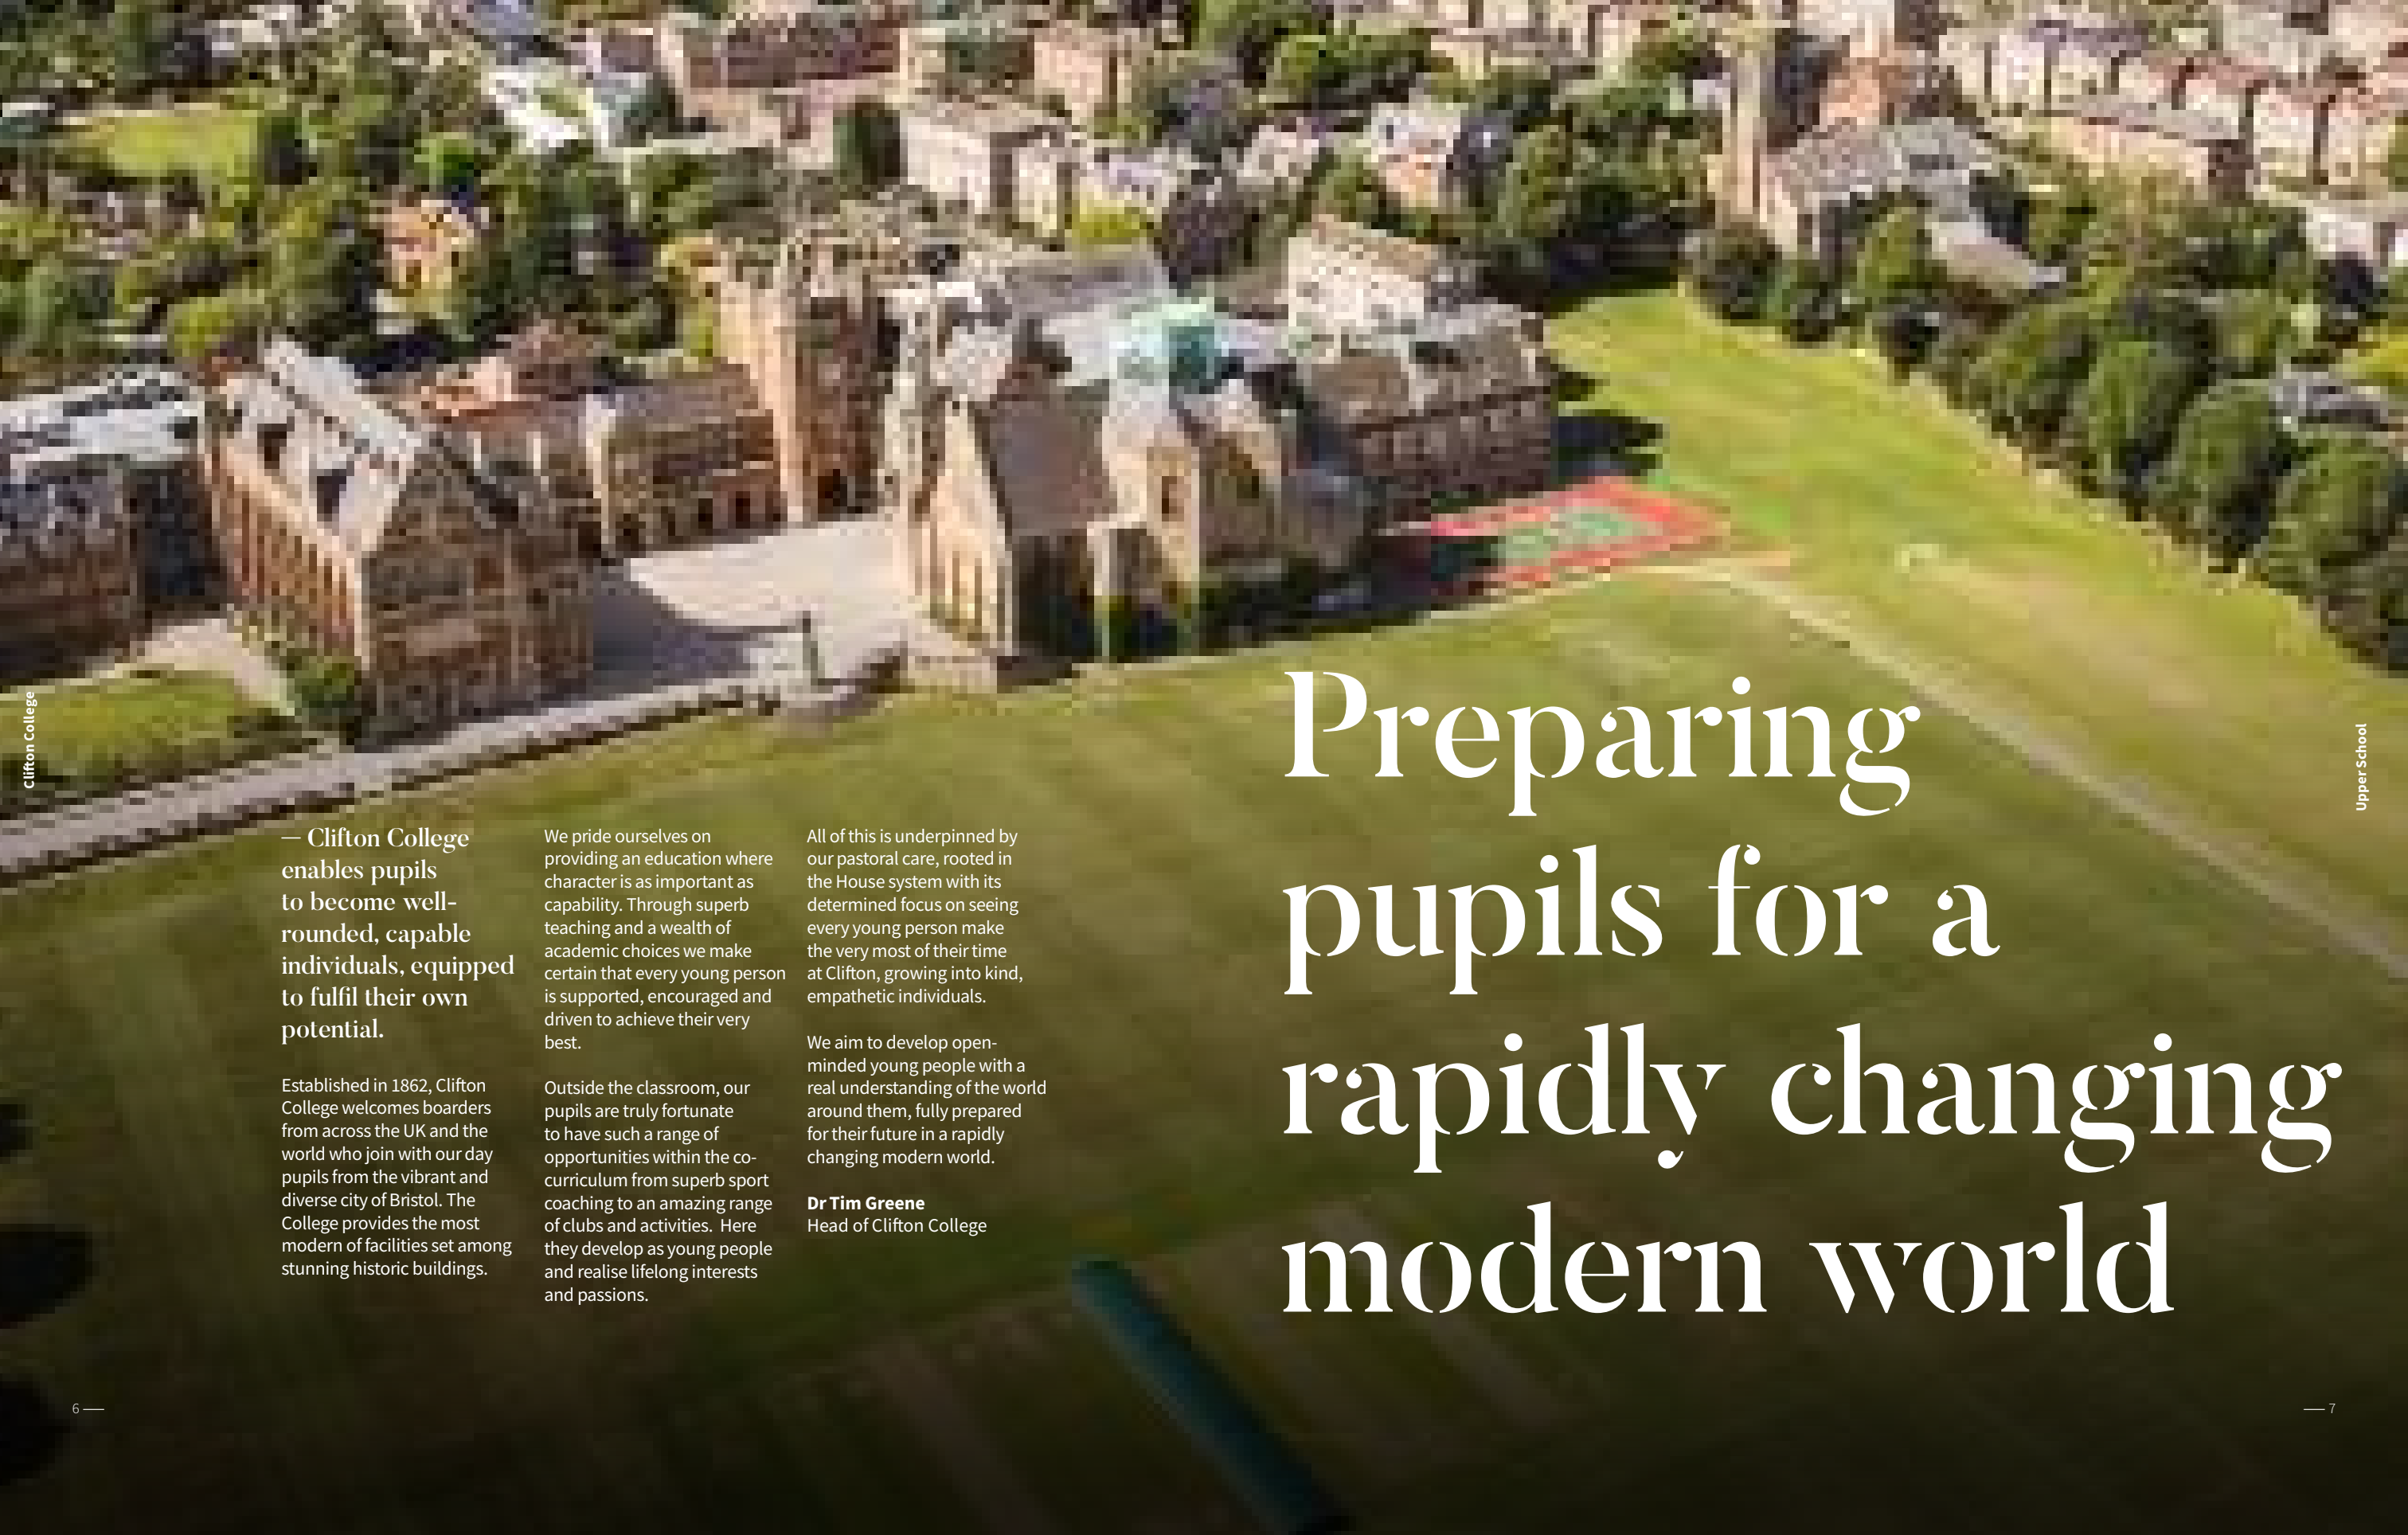 Clifton College
— Clifton College
enables pupils
to become well-
rounded, capable
individuals, equipped
to fulfil their own
potential.
Established in 1862, Clifton
College welcomes boarders
from across the UK and the
world who join with our day
pupils from the vibrant and
diverse city of Bristol. The
College provides the most
modern of facilities set among
stunning historic buildings.
We pride ourselves on
providing an education where
character is as important as
capability. Through superb
teaching and a wealth of
academic choices we make
certain that every young person
is supported, encouraged and
driven to achieve their very
best.
Outside the classroom, our
pupils are truly fortunate
to have such a range of
opportunities within the co-
curriculum from superb sport
coaching to an amazing range
of clubs and activities.  Here
they develop as young people
and realise lifelong interests
and passions.
All of this is underpinned by
our pastoral care, rooted in
the House system with its
determined focus on seeing
every young person make
the very most of their time
at Clifton, growing into kind,
empathetic individuals.
We aim to develop open-
minded young people with a
real understanding of the world
around them, fully prepared
for their future in a rapidly
changing modern world.
Dr Tim Greene
Head of Clifton College
6 —
Preparing
pupils for a
rapidly changing
modern world
Upper School
— 7